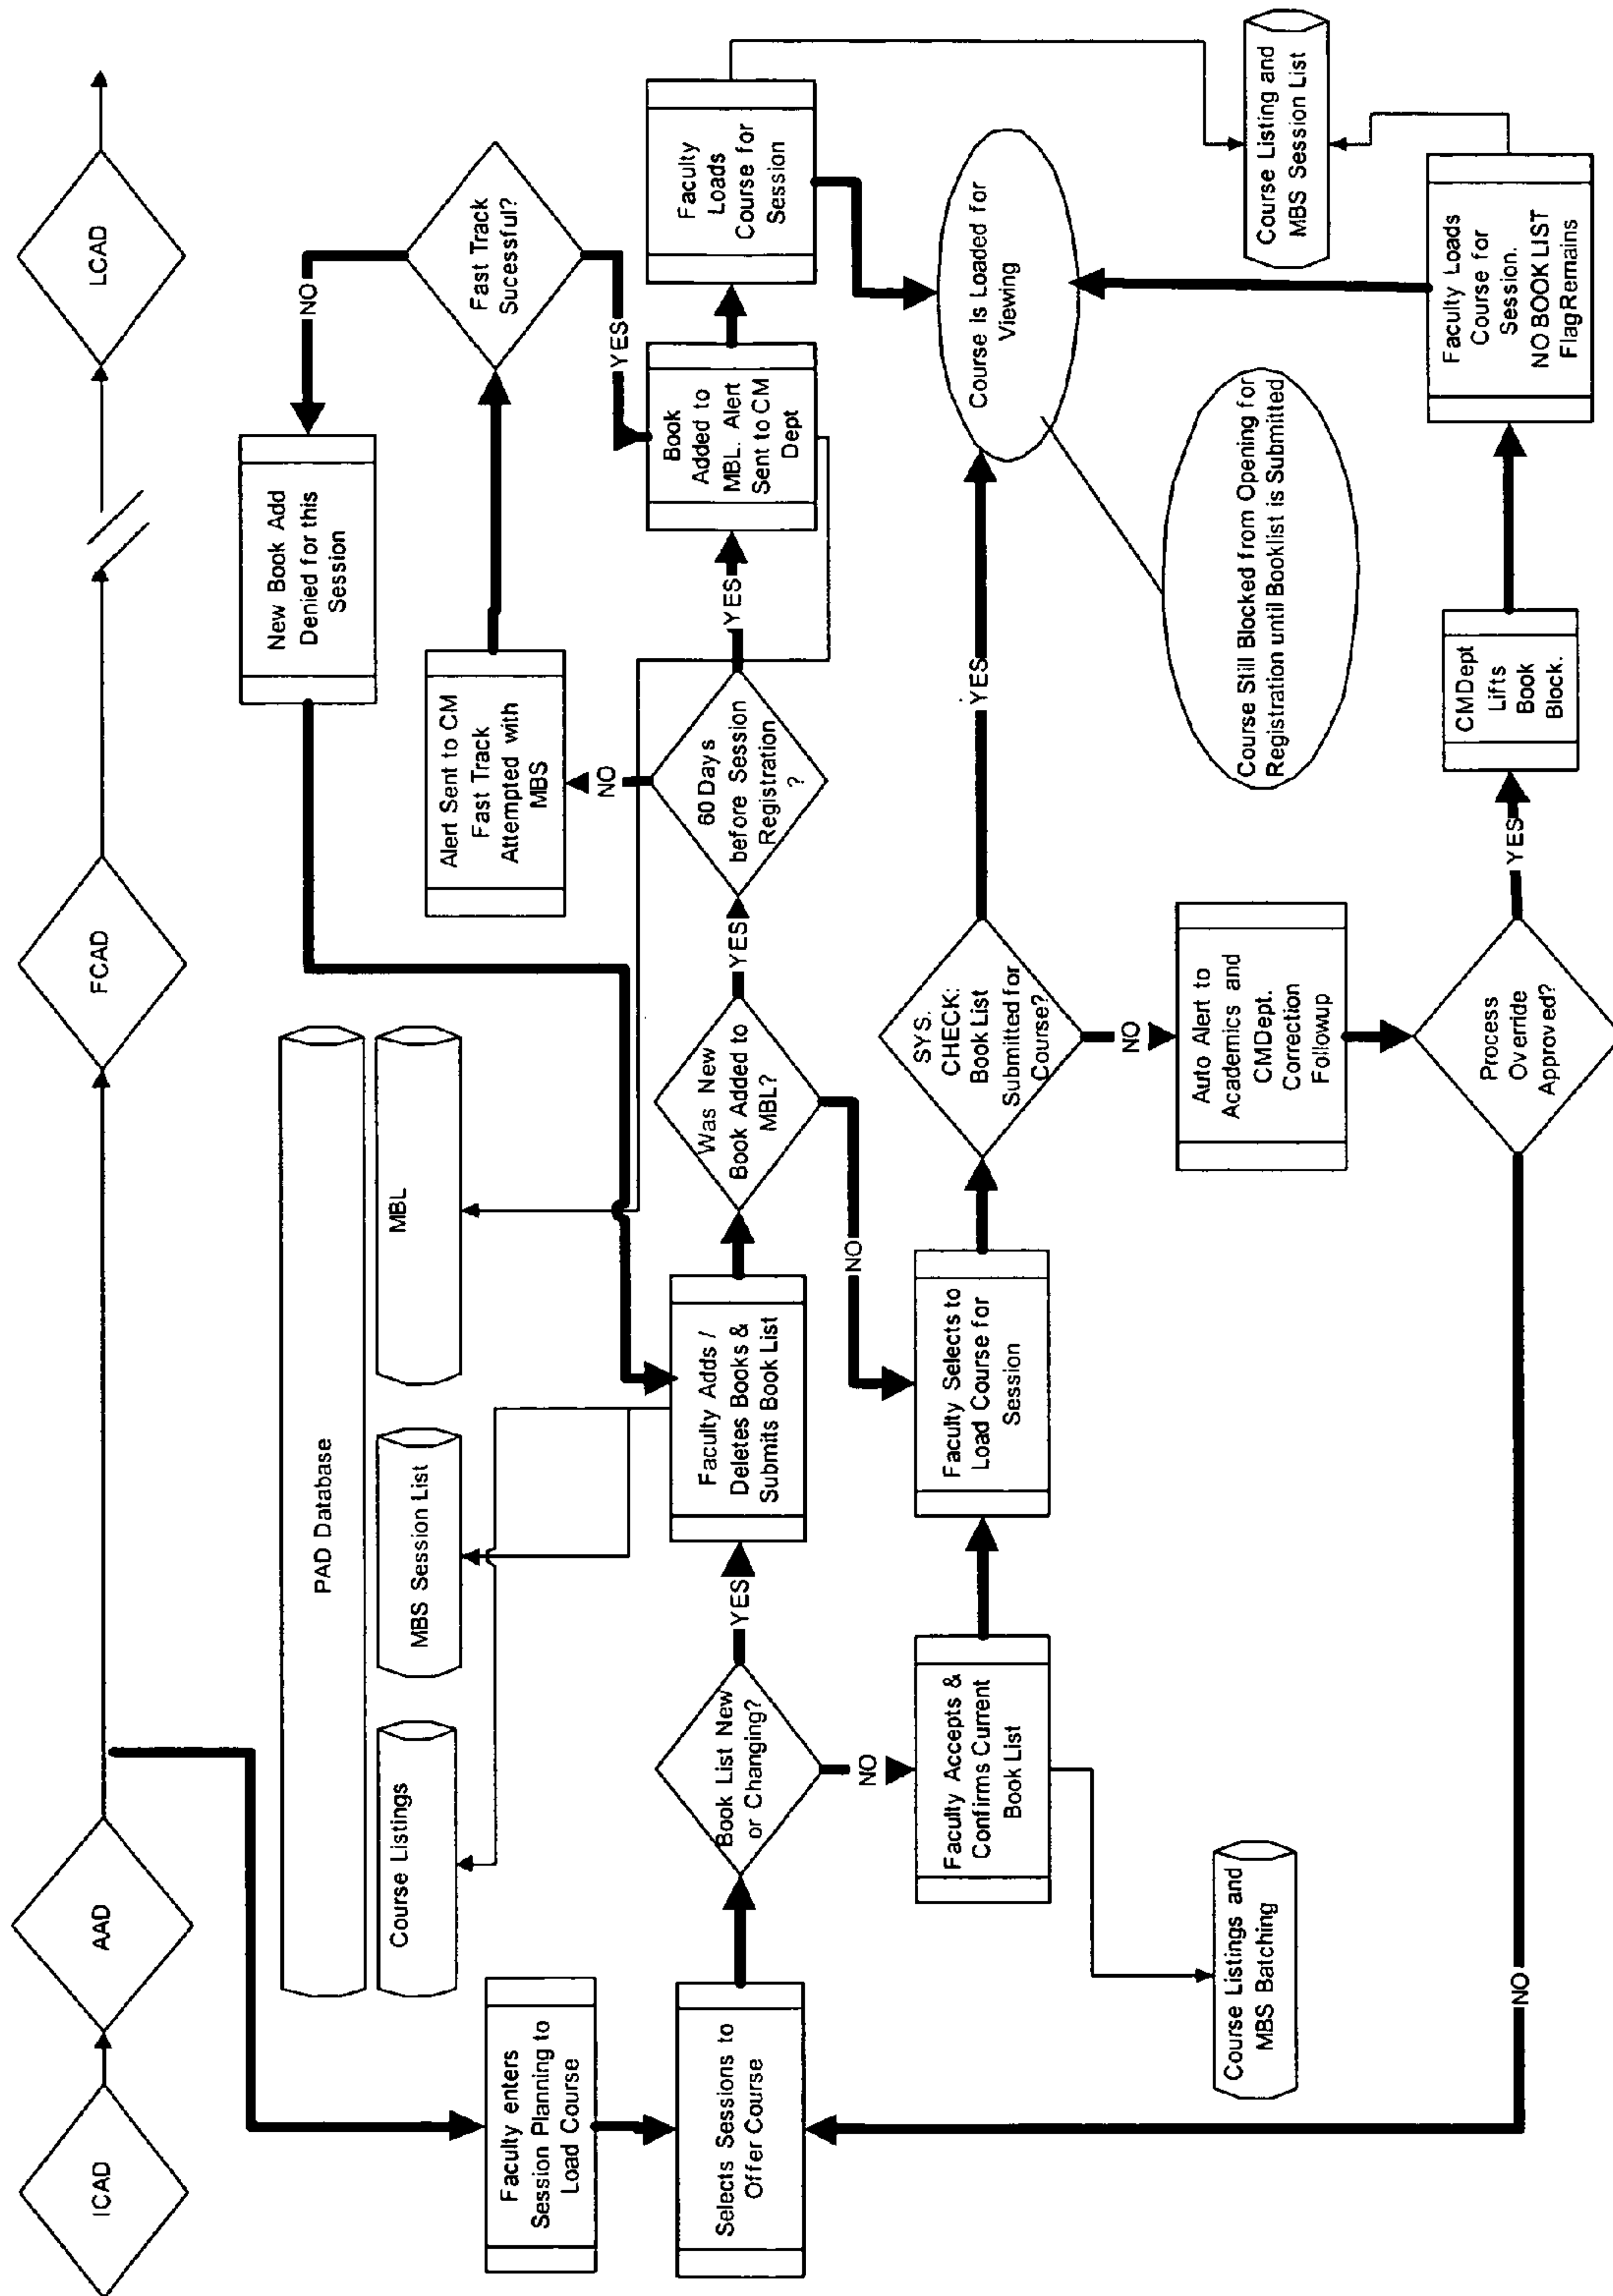 ICAD
AAD
FCAD
LCAD
PAD Database
Course Listings
MBS Session List
MBL
New Book Add
Denied for this
Session
NO
Faculty enters
Session Planning to
Load Course
Alert Sent to CM
Fast Track
Attempted with
MBS
Fast Track
Successful?
NO
YES
Selects Sessions to
Offer Course
Book List New
or Changing?
YES
Faculty Adds /
Deletes Books &
Submits Book List
Was New
Book Added to
MBL?
YES
60 Days
before Session
Registration
?
YES
Book
Added to
MBL. Alert
Sent to CM
Dept
Faculty
Loads
Course for
Session
NO
NO
Faculty Accepts &
Confirms Current
Book List
Faculty Selects to
Load Course for
Session
SYS.
CHECK:
Book List
Submitted for
Course?
YES
Course is Loaded for
Viewing
NO
Course Listings and
MBS Batching
Auto Alert to
Academics and
CMDept.
Correction
Followup
Course Still Blocked from Opening for
Registration until Booklist is Submitted
Course Listing and
MBS Session List
NO
Process
Override
Approved?
YES
CMDept
Lifts
Book
Block.
Faculty Loads
Course for
Session.
NO BOOK LIST
Flag Remains